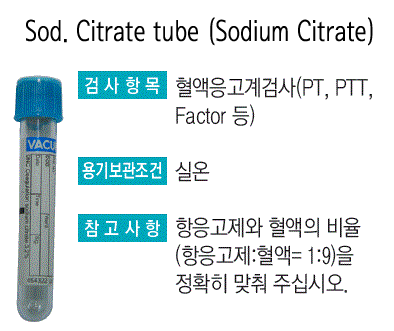 Sod. Citrate tube (Sodium Citrate)
검사항목 혈액응고계검사(PT, PTT,
Factor 등)
용기보관조건 실온
참고사항 항응고제와 혈액의 비율
(항응고제:혈액= 1:9)을
정확히 맞춰 주십시오.
VACU